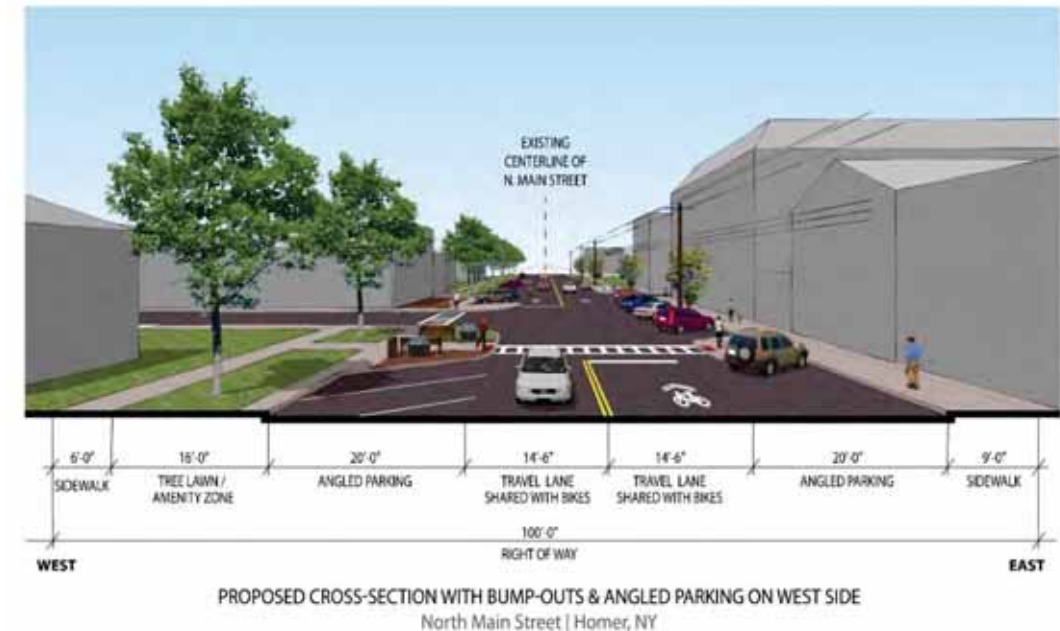 EXISTING
CENTERLINE OF
N. MAIN STREET
6'-0" 16'-0" 20'-0" 14'-6" 14'-6" 20'-0" 9'-0"
SIDEWALK TREE LAWN / ANGLED PARKING TRAVEL LANE TRAVEL LANE ANGLED PARKING SIDEWALK
AMENITY ZONE SHARED WITH BIKES SHARED WITH BIKES
100'-0"
RIGHT OF WAY
WEST EAST
PROPOSED CROSS-SECTION WITH BUMP-OUTS & ANGLED PARKING ON WEST SIDE
North Main Street | Homer, NY